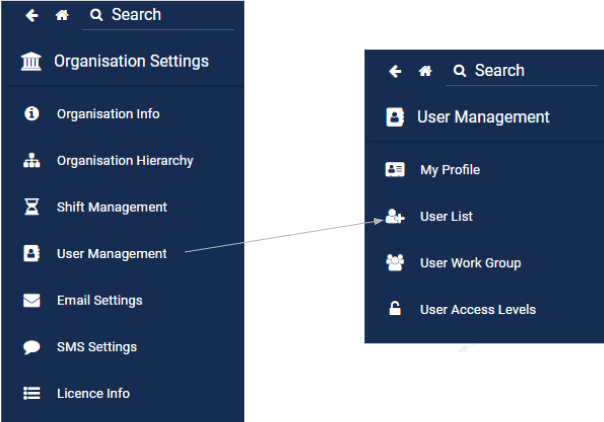 Search
Organisation Settings
Organisation Info
Organisation Hierarchy
Shift Management
User Management
Email Settings
SMS Settings
Licence Info
Search
User Management
My Profile
User List
User Work Group
User Access Levels